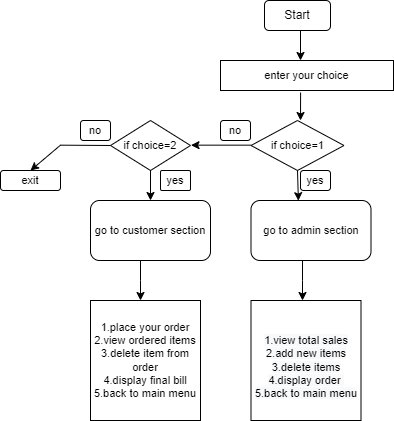 Start
enter your choice
no
no
if choice=2
if choice=1
exit
yes
yes
go to customer section
go to admin section
1.place your order
2.view ordered items
3.delete item from
order
4.display final bill
5.back to main menu
1.view total sales
2.add new items
3.delete items
4.display order
5.back to main menu